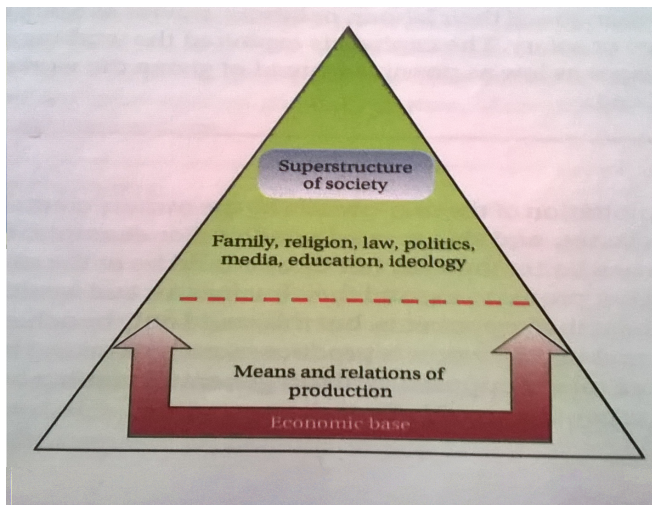 Superstructure
of society
Family, religion, law, politics,
media, education, ideology
Means and relations of
production
Economic base